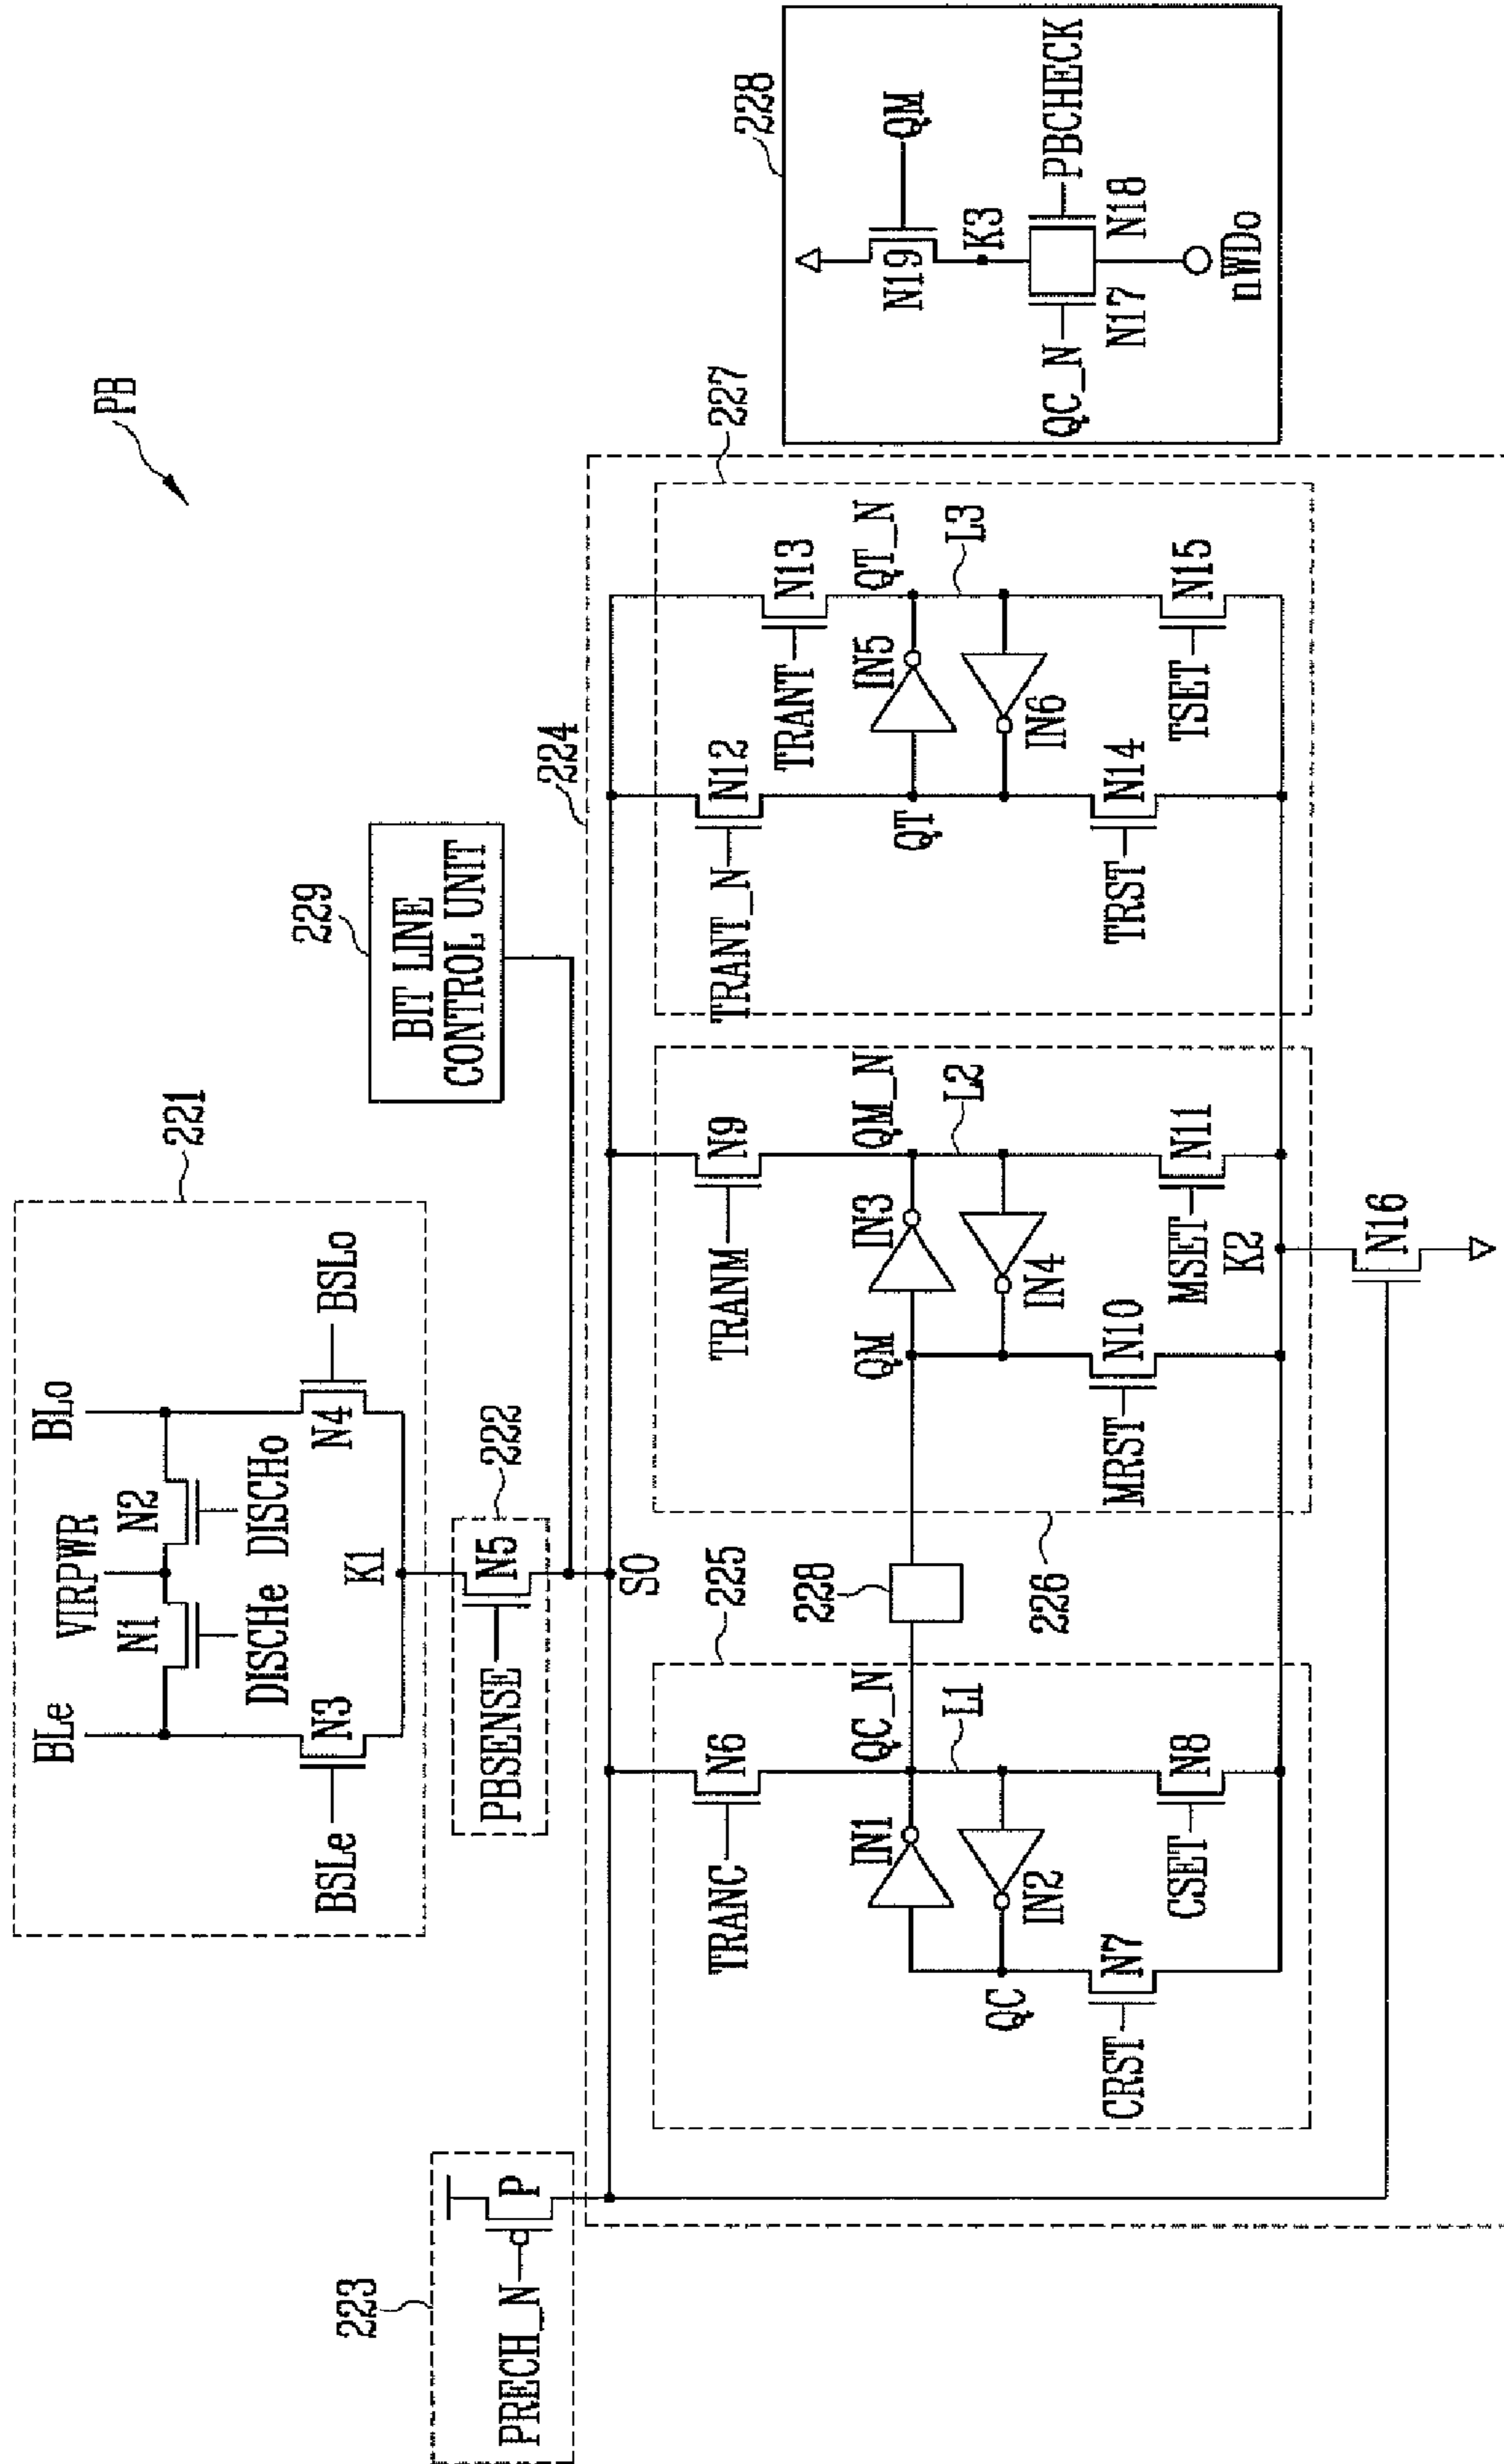 PB
221
BLe
VIRPWR
BLo
N1
N2
DISCHe
DISCHo
BSLe
N3
K1
N4
BSLo
222
PBSENSE
N5
229
BIT LINE
CONTROL UNIT
223
PRECH_N
P
SO
224
225
TRANC
N6
QC_N
IN1
L1
IN2
QC
CRST
N7
CSET
N8
228
226
TRANM
N9
QM
QM_N
IN3
L2
IN4
MRST
N10
MSET
N11
K2
N16
227
TRANT_N
N12
TRANT
N13
QT
QT_N
IN5
L3
IN6
TRST
N14
TSET
N15
228
QM
N19
K3
QC_N
PBCHECK
N17
N18
nWDo